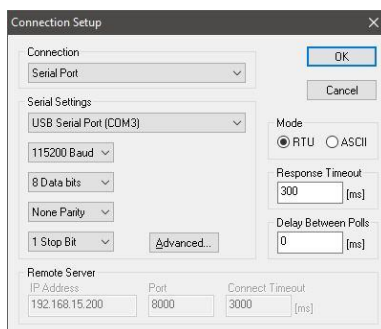 Connection Setup
Connection
Serial Port
OK
Cancel
Serial Settings
USB Serial Port (COM3)
115200 Baud
8 Data bits
None Parity
1 Stop Bit
Advanced...
Mode
RTU ASCII
Response Timeout
300 [ms]
Delay Between Polls
0 [ms]
Remote Server
IP Address Port Connect Timeout
192.168.15.200 8000 3000 [ms]